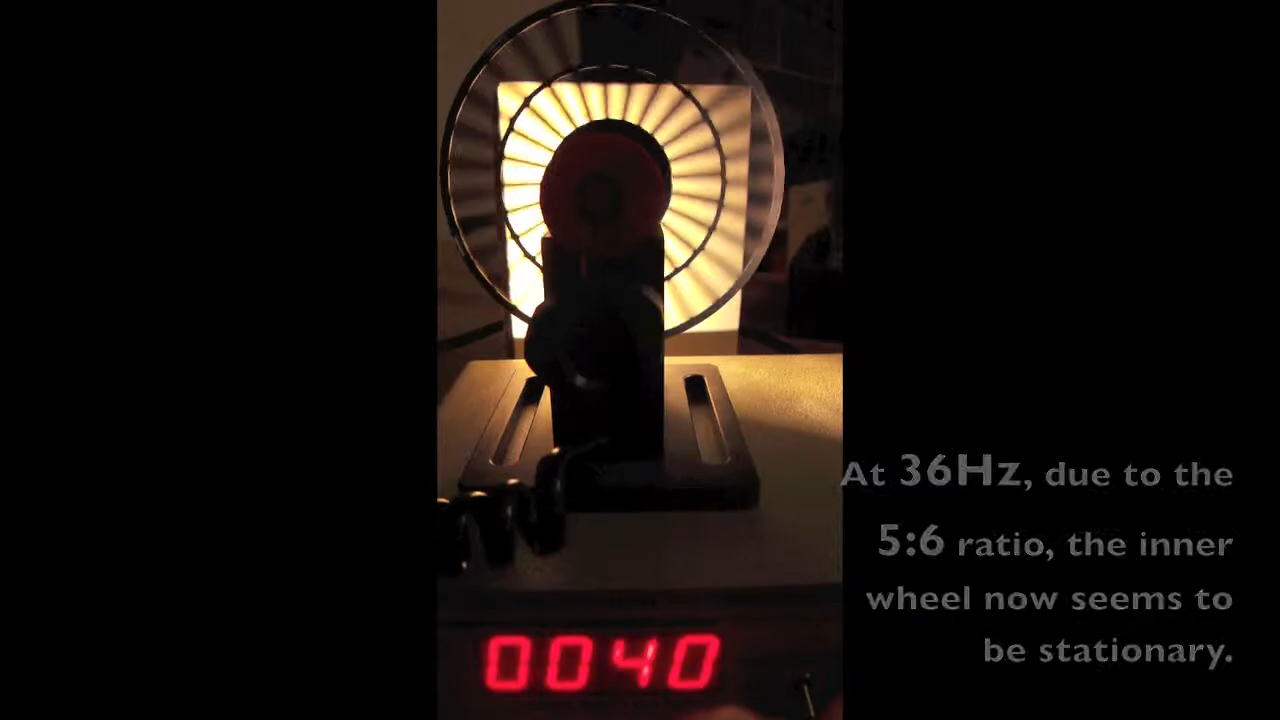 At 36Hz, due to the
5:6 ratio, the inner
wheel now seems to
be stationary.
0040